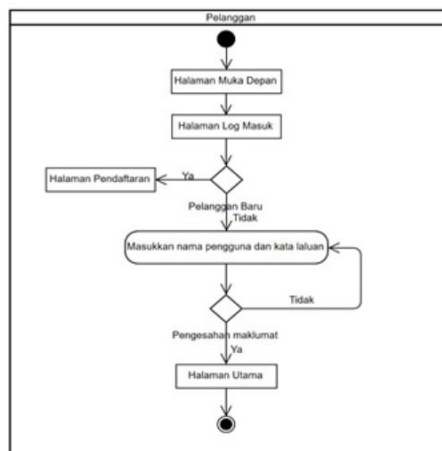 Pelanggan
Halaman Muka Depan
Halaman Log Masuk
Halaman Pendaftaran
Ya
Pelanggan Baru
Tidak
Masukkan nama pengguna dan kata laluan
Tidak
Pengesahan maklumat
Ya
Halaman Utama